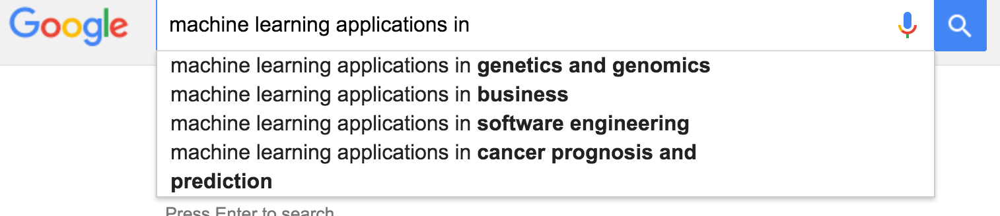 Google
machine learning applications in
machine learning applications in genetics and genomics
machine learning applications in business
machine learning applications in software engineering
machine learning applications in cancer prognosis and
prediction
Press Enter to search